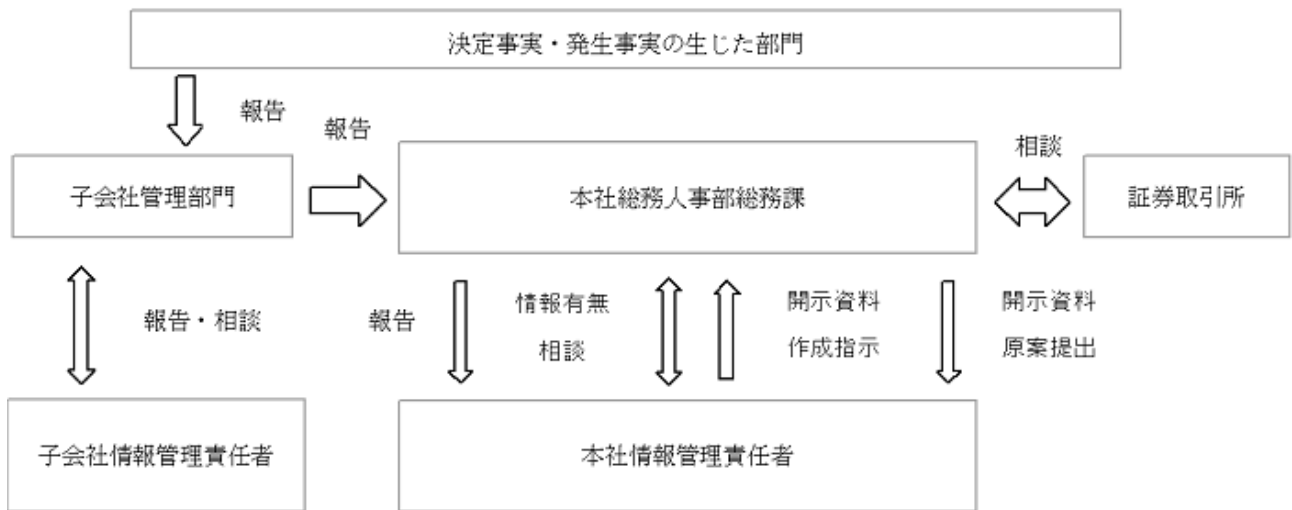 決定事実・発生事実の生じた部門
報告
報告
相談
子会社管理部門
本社総務人事部総務課
証券取引所
報告・相談
報告
情報有無
相談
開示資料
作成指示
開示資料
原案提出
子会社情報管理責任者
本社情報管理責任者